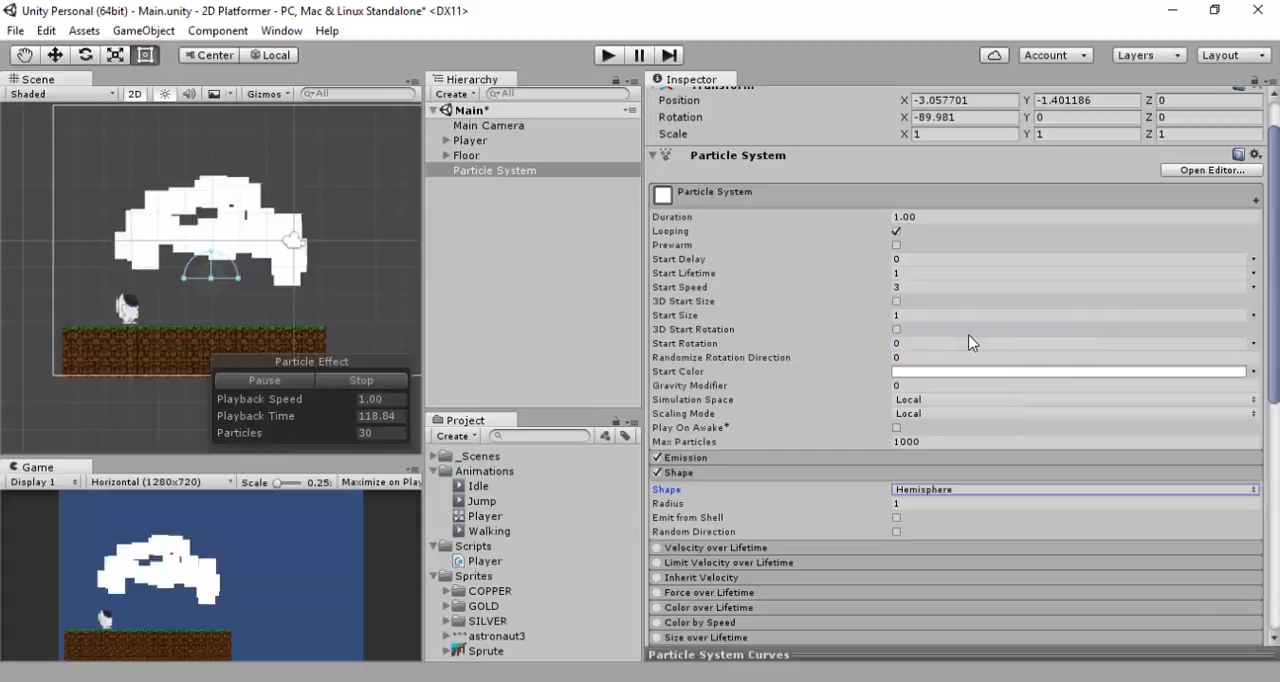 Unity Personal (64bit) - Main.unity - 2D Platformer - PC, Mac & Linux Standalone* <DX11>
File Edit Assets GameObject Component Window Help
Center Local Account Layers Layout
Scene
Shaded 2D Gizmos All
Particle Effect
Pause Stop
Playback Speed 1.00
Playback Time 118.84
Particles 30
Game
Display 1 Horizontal (1280x720) Scale 0.25: Maximize on Play
Hierarchy
Create All
Main*
Main Camera
Player
Floor
Particle System
Project
Create
_Scenes
Animations
Idle
Jump
Player
Walking
Scripts
Player
Sprites
COPPER
GOLD
SILVER
astronaut3
Sprute
Inspector
Position X -3.057701 Y -1.401186 Z 0
Rotation X -89.981 Y 0 Z 0
Scale X 1 Y 1 Z 1
Particle System
Open Editor...
Particle System
Duration 1.00
Looping
Prewarm
Start Delay 0
Start Lifetime 1
Start Speed 3
3D Start Size
Start Size 1
3D Start Rotation
Start Rotation 0
Randomize Rotation Direction 0
Start Color
Gravity Modifier 0
Simulation Space Local
Scaling Mode Local
Play On Awake*
Max Particles 1000
Emission
Shape
Shape Hemisphere
Radius 1
Emit from Shell
Random Direction
Velocity over Lifetime
Limit Velocity over Lifetime
Inherit Velocity
Force over Lifetime
Color over Lifetime
Color by Speed
Size over Lifetime
Particle System Curves